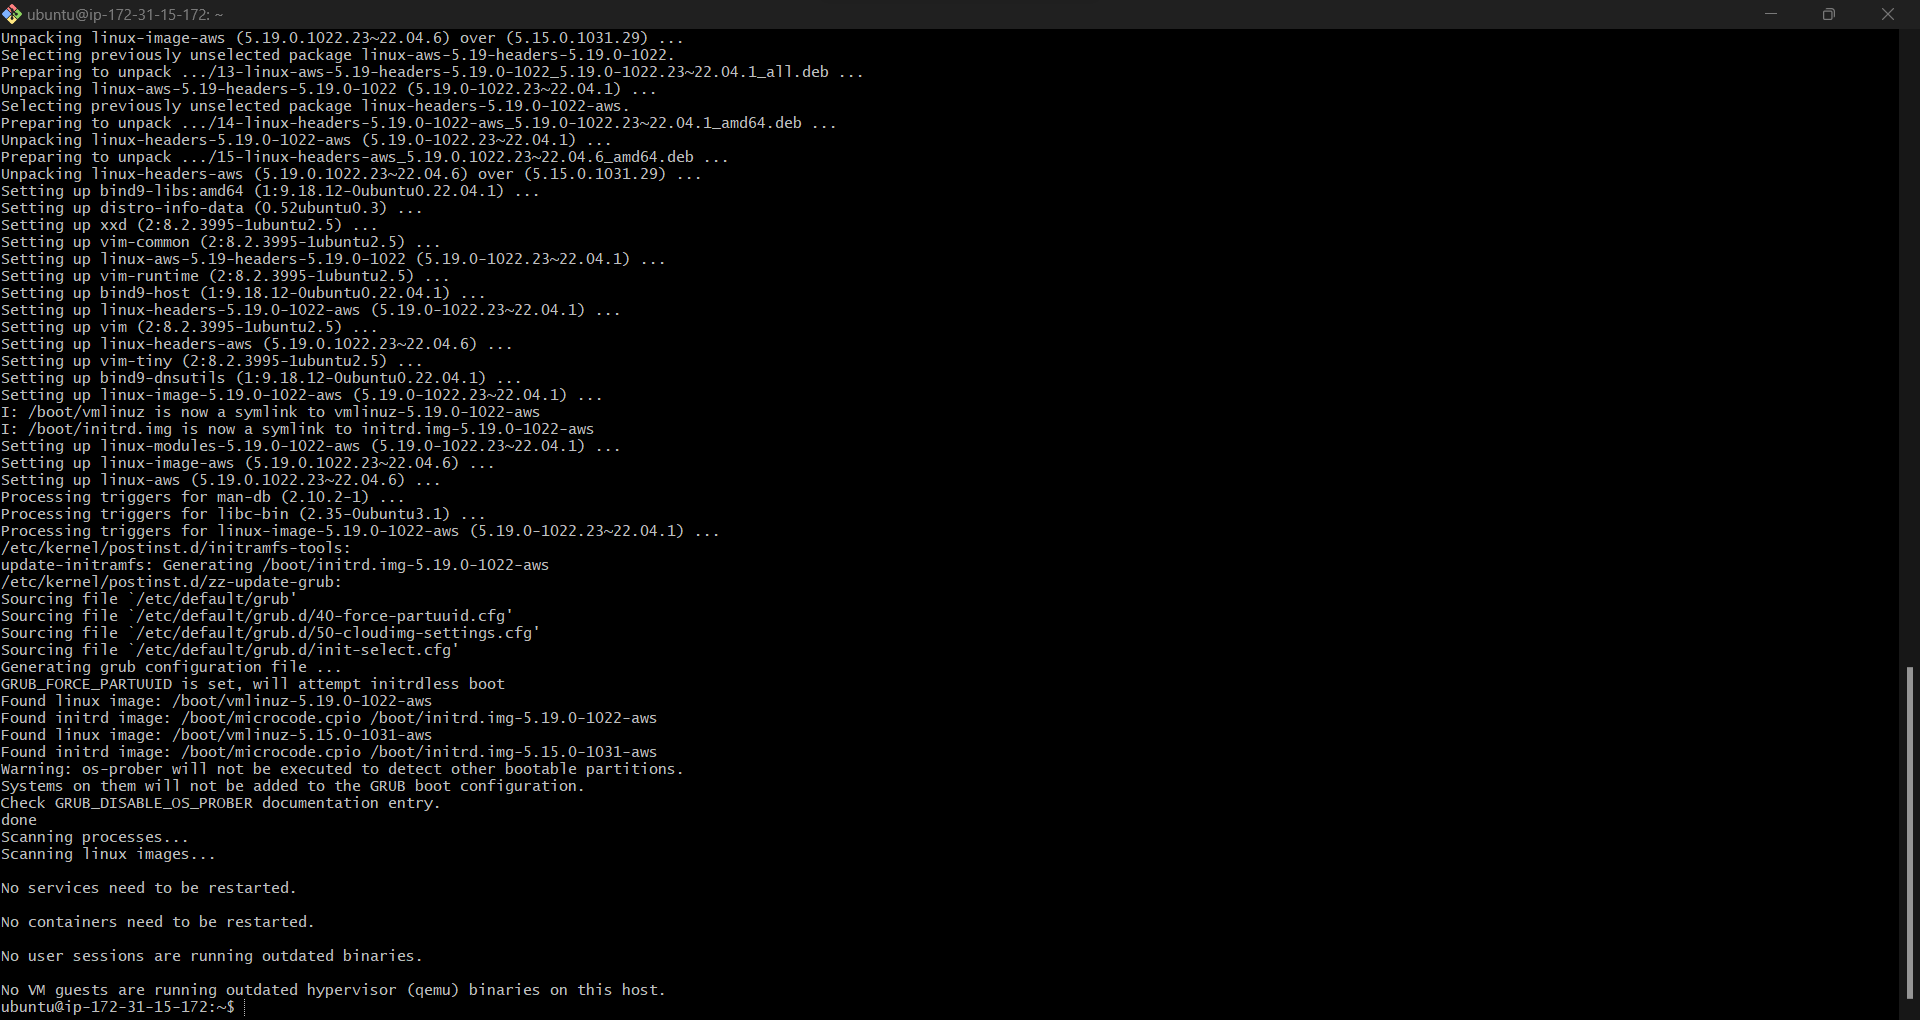 ubuntu@ip-172-31-15-172: ~
Unpacking linux-image-aws (5.19.0.1022.23~22.04.6) over (5.15.0.1031.29) ...
Selecting previously unselected package linux-aws-5.19-headers-5.19.0-1022.
Preparing to unpack .../13-linux-aws-5.19-headers-5.19.0-1022_5.19.0-1022.23~22.04.1_all.deb ...
Unpacking linux-aws-5.19-headers-5.19.0-1022 (5.19.0-1022.23~22.04.1) ...
Selecting previously unselected package linux-headers-5.19.0-1022-aws.
Preparing to unpack .../14-linux-headers-5.19.0-1022-aws_5.19.0-1022.23~22.04.1_amd64.deb ...
Unpacking linux-headers-5.19.0-1022-aws (5.19.0-1022.23~22.04.1) ...
Preparing to unpack .../15-linux-headers-aws_5.19.0.1022.23~22.04.6_amd64.deb ...
Unpacking linux-headers-aws (5.19.0.1022.23~22.04.6) over (5.15.0.1031.29) ...
Setting up bind9-libs:amd64 (1:9.18.12-0ubuntu0.22.04.1) ...
Setting up distro-info-data (0.52ubuntu0.3) ...
Setting up xxd (2:8.2.3995-1ubuntu2.5) ...
Setting up vim-common (2:8.2.3995-1ubuntu2.5) ...
Setting up linux-aws-5.19-headers-5.19.0-1022 (5.19.0-1022.23~22.04.1) ...
Setting up vim-runtime (2:8.2.3995-1ubuntu2.5) ...
Setting up bind9-host (1:9.18.12-0ubuntu0.22.04.1) ...
Setting up linux-headers-5.19.0-1022-aws (5.19.0-1022.23~22.04.1) ...
Setting up vim (2:8.2.3995-1ubuntu2.5) ...
Setting up linux-headers-aws (5.19.0.1022.23~22.04.6) ...
Setting up vim-tiny (2:8.2.3995-1ubuntu2.5) ...
Setting up bind9-dnsutils (1:9.18.12-0ubuntu0.22.04.1) ...
Setting up linux-image-5.19.0-1022-aws (5.19.0-1022.23~22.04.1) ...
I: /boot/vmlinuz is now a symlink to vmlinuz-5.19.0-1022-aws
I: /boot/initrd.img is now a symlink to initrd.img-5.19.0-1022-aws
Setting up linux-modules-5.19.0-1022-aws (5.19.0-1022.23~22.04.1) ...
Setting up linux-image-aws (5.19.0.1022.23~22.04.6) ...
Setting up linux-aws (5.19.0.1022.23~22.04.6) ...
Processing triggers for man-db (2.10.2-1) ...
Processing triggers for libc-bin (2.35-0ubuntu3.1) ...
Processing triggers for linux-image-5.19.0-1022-aws (5.19.0-1022.23~22.04.1) ...
/etc/kernel/postinst.d/initramfs-tools:
update-initramfs: Generating /boot/initrd.img-5.19.0-1022-aws
/etc/kernel/postinst.d/zz-update-grub:
Sourcing file `/etc/default/grub'
Sourcing file `/etc/default/grub.d/40-force-partuuid.cfg'
Sourcing file `/etc/default/grub.d/50-cloudimg-settings.cfg'
Sourcing file `/etc/default/grub.d/init-select.cfg'
Generating grub configuration file ...
GRUB_FORCE_PARTUUID is set, will attempt initrdless boot
Found linux image: /boot/vmlinuz-5.19.0-1022-aws
Found initrd image: /boot/microcode.cpio /boot/initrd.img-5.19.0-1022-aws
Found linux image: /boot/vmlinuz-5.15.0-1031-aws
Found initrd image: /boot/microcode.cpio /boot/initrd.img-5.15.0-1031-aws
Warning: os-prober will not be executed to detect other bootable partitions.
Systems on them will not be added to the GRUB boot configuration.
Check GRUB_DISABLE_OS_PROBER documentation entry.
done
Scanning processes...
Scanning linux images...
No services need to be restarted.
No containers need to be restarted.
No user sessions are running outdated binaries.
No VM guests are running outdated hypervisor (qemu) binaries on this host.
ubuntu@ip-172-31-15-172:~$